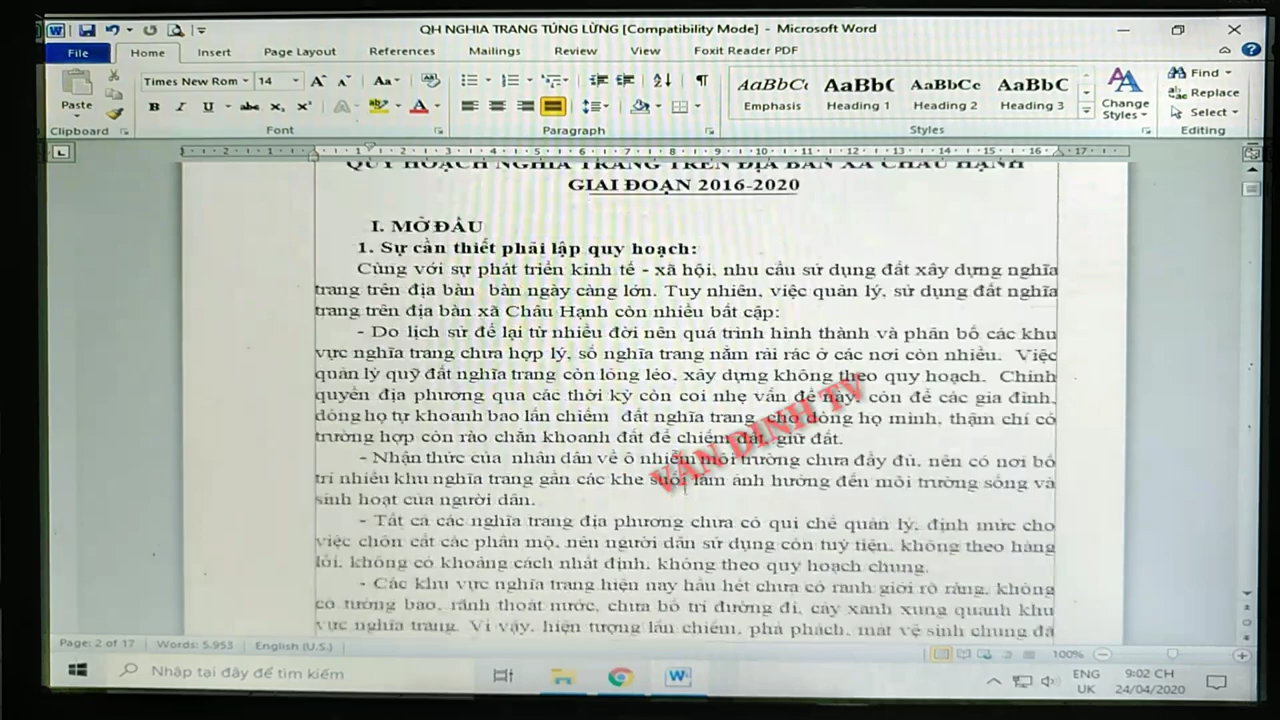 QH NGHIA TRANG TÙNG LỪNG [Compatibility Mode] - Microsoft Word
File Home Insert Page Layout References Mailings Review View Foxit Reader PDF
Times New Rom 14 Aa
Paste
B I U abc x₂ x² A ab A
AaBbCc AaBbC AaBbCc AaBbC
Emphasis Heading 1 Heading 2 Heading 3
Change Styles
Find
Replace
Select
Clipboard Font Paragraph Styles Editing
QUY HOẠCH NGHĨA TRANG TRÊN ĐỊA BÀN XÃ CHÂU HẠNH
GIAI ĐOẠN 2016-2020
I. MỞ ĐẦU
1. Sự cần thiết phải lập quy hoạch:
Cùng với sự phát triển kinh tế - xã hội, nhu cầu sử dụng đất xây dựng nghĩa
trang trên địa bàn bàn ngày càng lớn. Tuy nhiên, việc quản lý, sử dụng đất nghĩa
trang trên địa bàn xã Châu Hạnh còn nhiều bất cập:
- Do lịch sử để lại từ nhiều đời nên quá trình hình thành và phân bố các khu
vực nghĩa trang chưa hợp lý, số nghĩa trang nằm rải rác ở các nơi còn nhiều. Việc
quản lý quỹ đất nghĩa trang còn lỏng lẻo, xây dựng không theo quy hoạch. Chính
quyền địa phương qua các thời kỳ còn coi nhẹ vấn đề này, còn để các gia đình,
dòng họ tự khoanh bao lấn chiếm đất nghĩa trang cho dòng họ mình, thậm chí có
trường hợp còn rào chắn khoanh đất để chiếm đất, giữ đất.
- Nhận thức của nhân dân về ô nhiễm môi trường chưa đầy đủ, nên có nơi bố
trí nhiều khu nghĩa trang gần các khe suối làm ảnh hưởng đến môi trường sống và
sinh hoạt của người dân.
- Tất cả các nghĩa trang địa phương chưa có qui chế quản lý, định mức cho
việc chôn cất các phần mộ, nên người dân sử dụng còn tuỳ tiện, không theo hàng
lối, không có khoảng cách nhất định, không theo quy hoạch chung.
- Các khu vực nghĩa trang hiện nay hầu hết chưa có ranh giới rõ ràng, không
có tường bao, rãnh thoát nước, chưa bố trí đường đi, cây xanh xung quanh khu
vực nghĩa trang. Vì vậy, hiện tượng lấn chiếm, phá phách, mất vệ sinh chung đã
VĂN DINH TV
Page: 2 of 17 Words: 5.953 English (U.S.) 100%
Nhập tại đây để tìm kiếm
ENG 9:02 CH
UK 24/04/2020